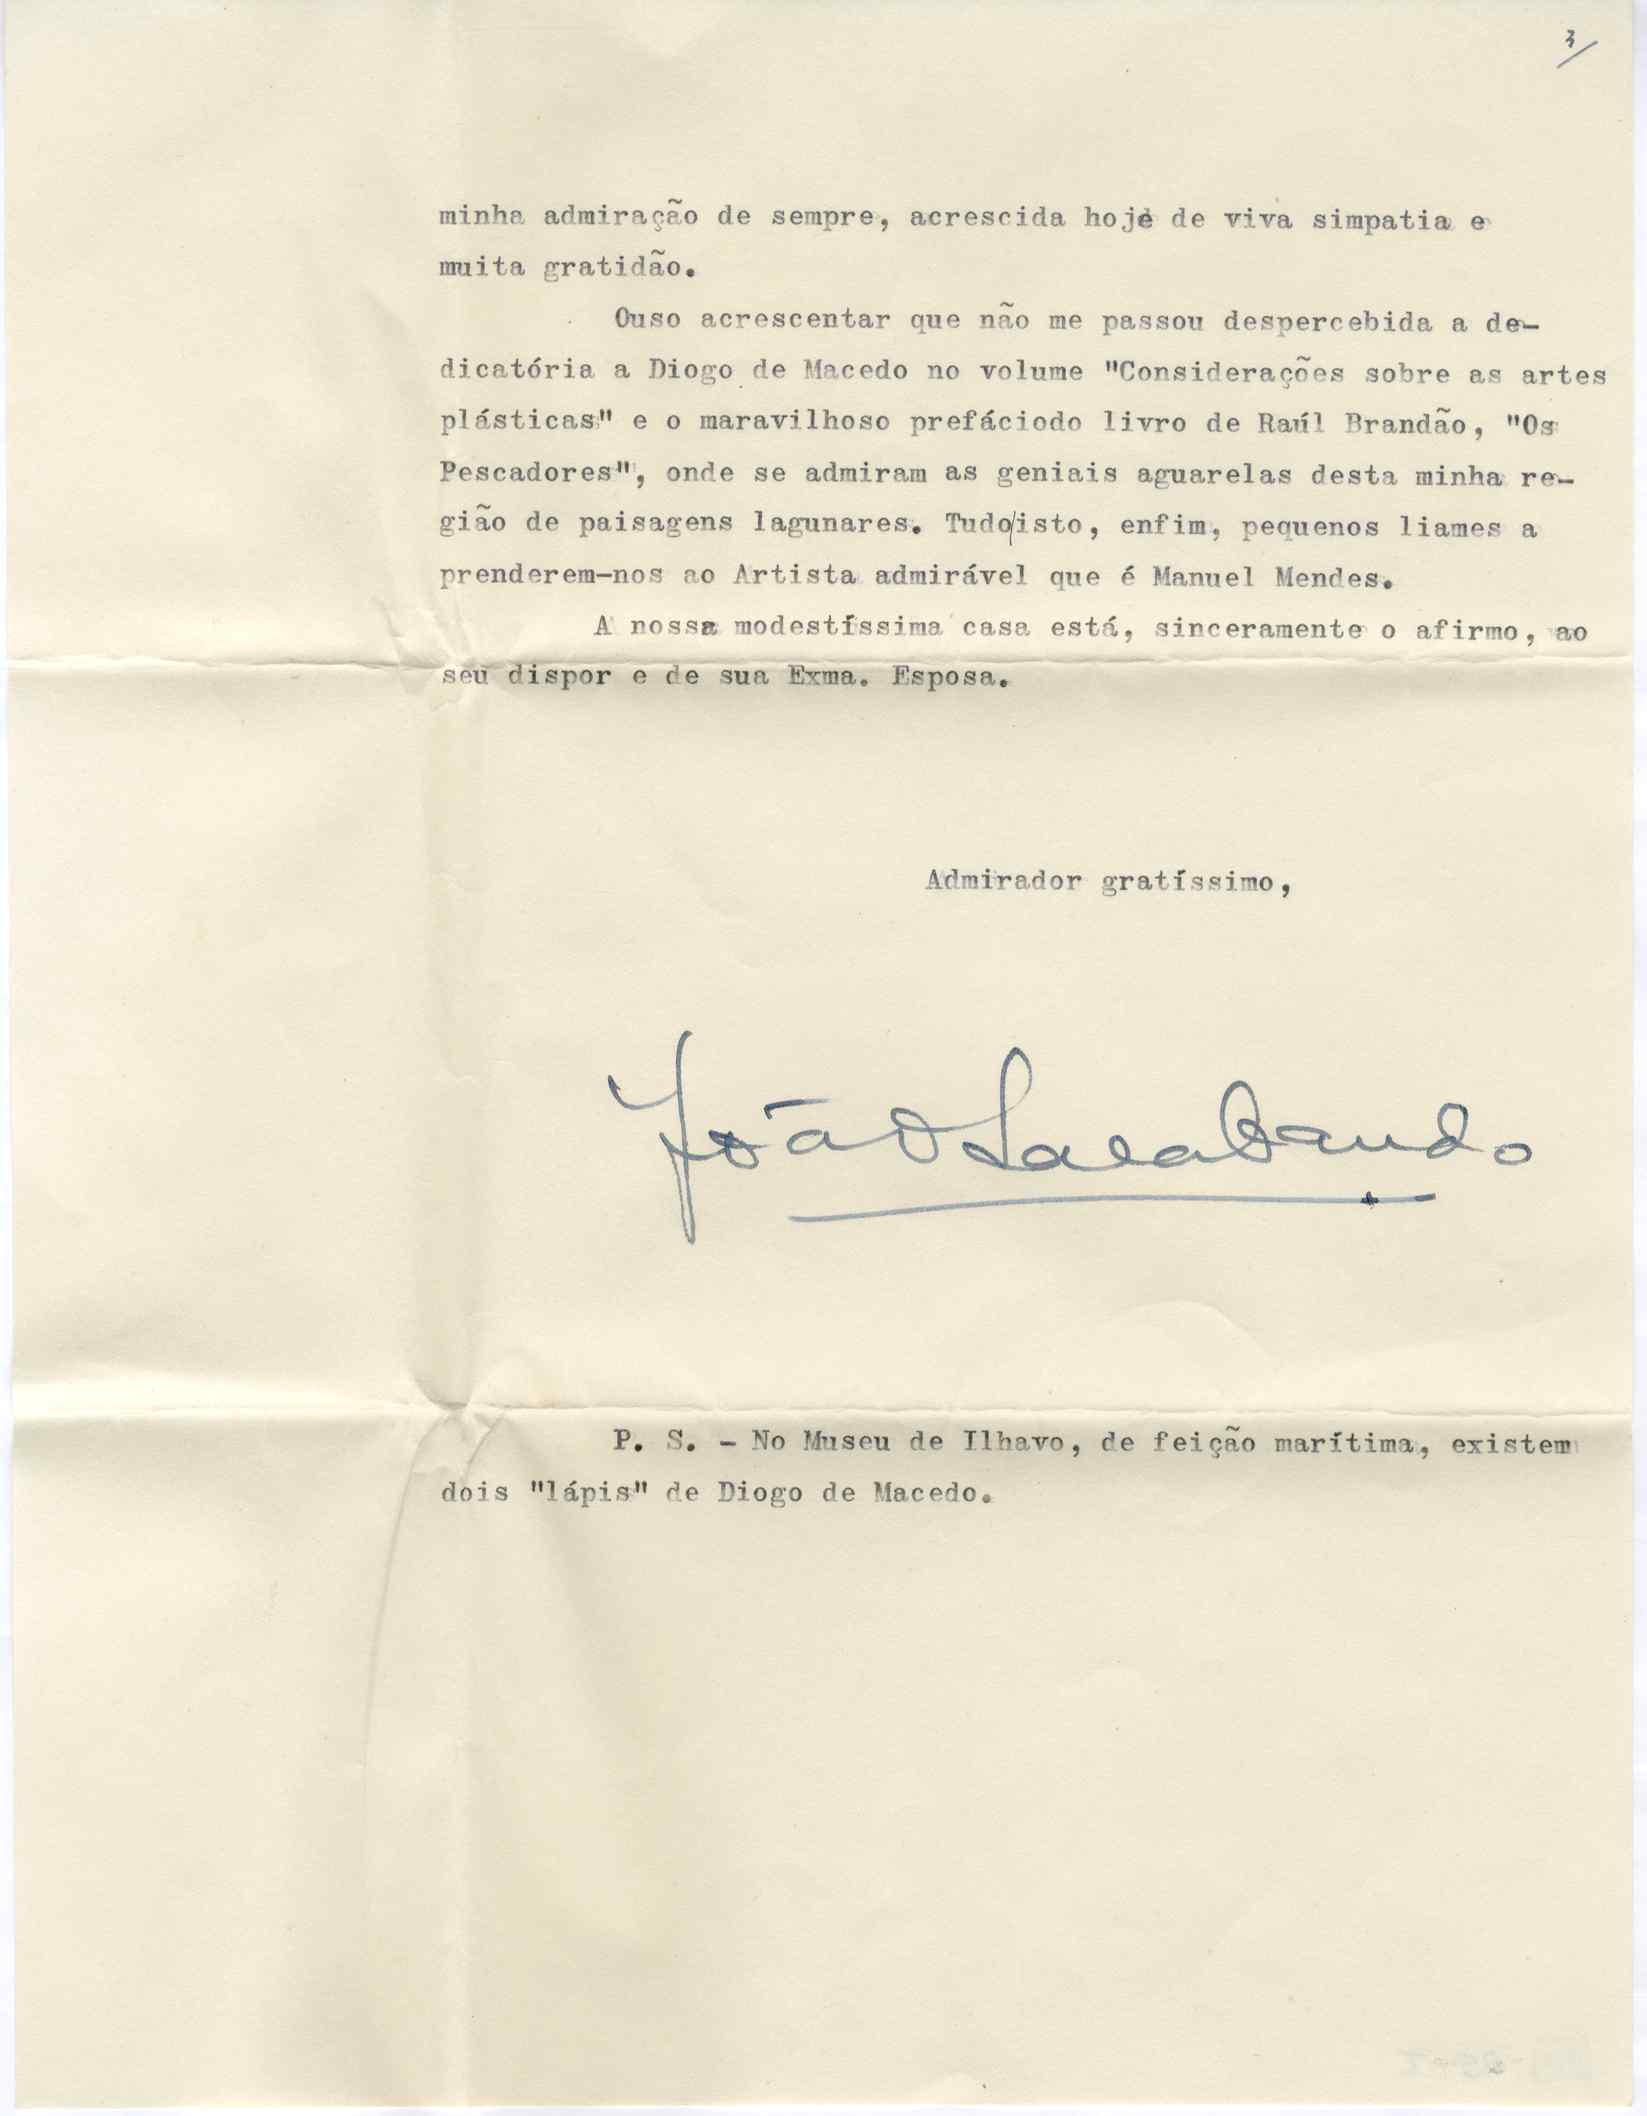 3/
minha admiração de sempre, acrescida hoje de viva simpatia e
muita gratidão.
Ouso acrescentar que não me passou despercebida a de-
dicatória a Diogo de Macedo no volume "Considerações sobre as artes
plásticas" e o maravilhoso prefáciodo livro de Raúl Brandão, "Os
Pescadores", onde se admiram as geniais aguarelas desta minha re-
gião de paisagens lagunares. Tudo/isto, enfim, pequenos liames a
prenderem-nos ao Artista admirável que é Manuel Mendes.
A nossa modestíssima casa está, sinceramente o afirmo, ao
seu dispor e de sua Exma. Esposa.
Admirador gratíssimo,
João Sarabando
P. S. - No Museu de Ilhavo, de feição marítima, existem
dois "lápis" de Diogo de Macedo.